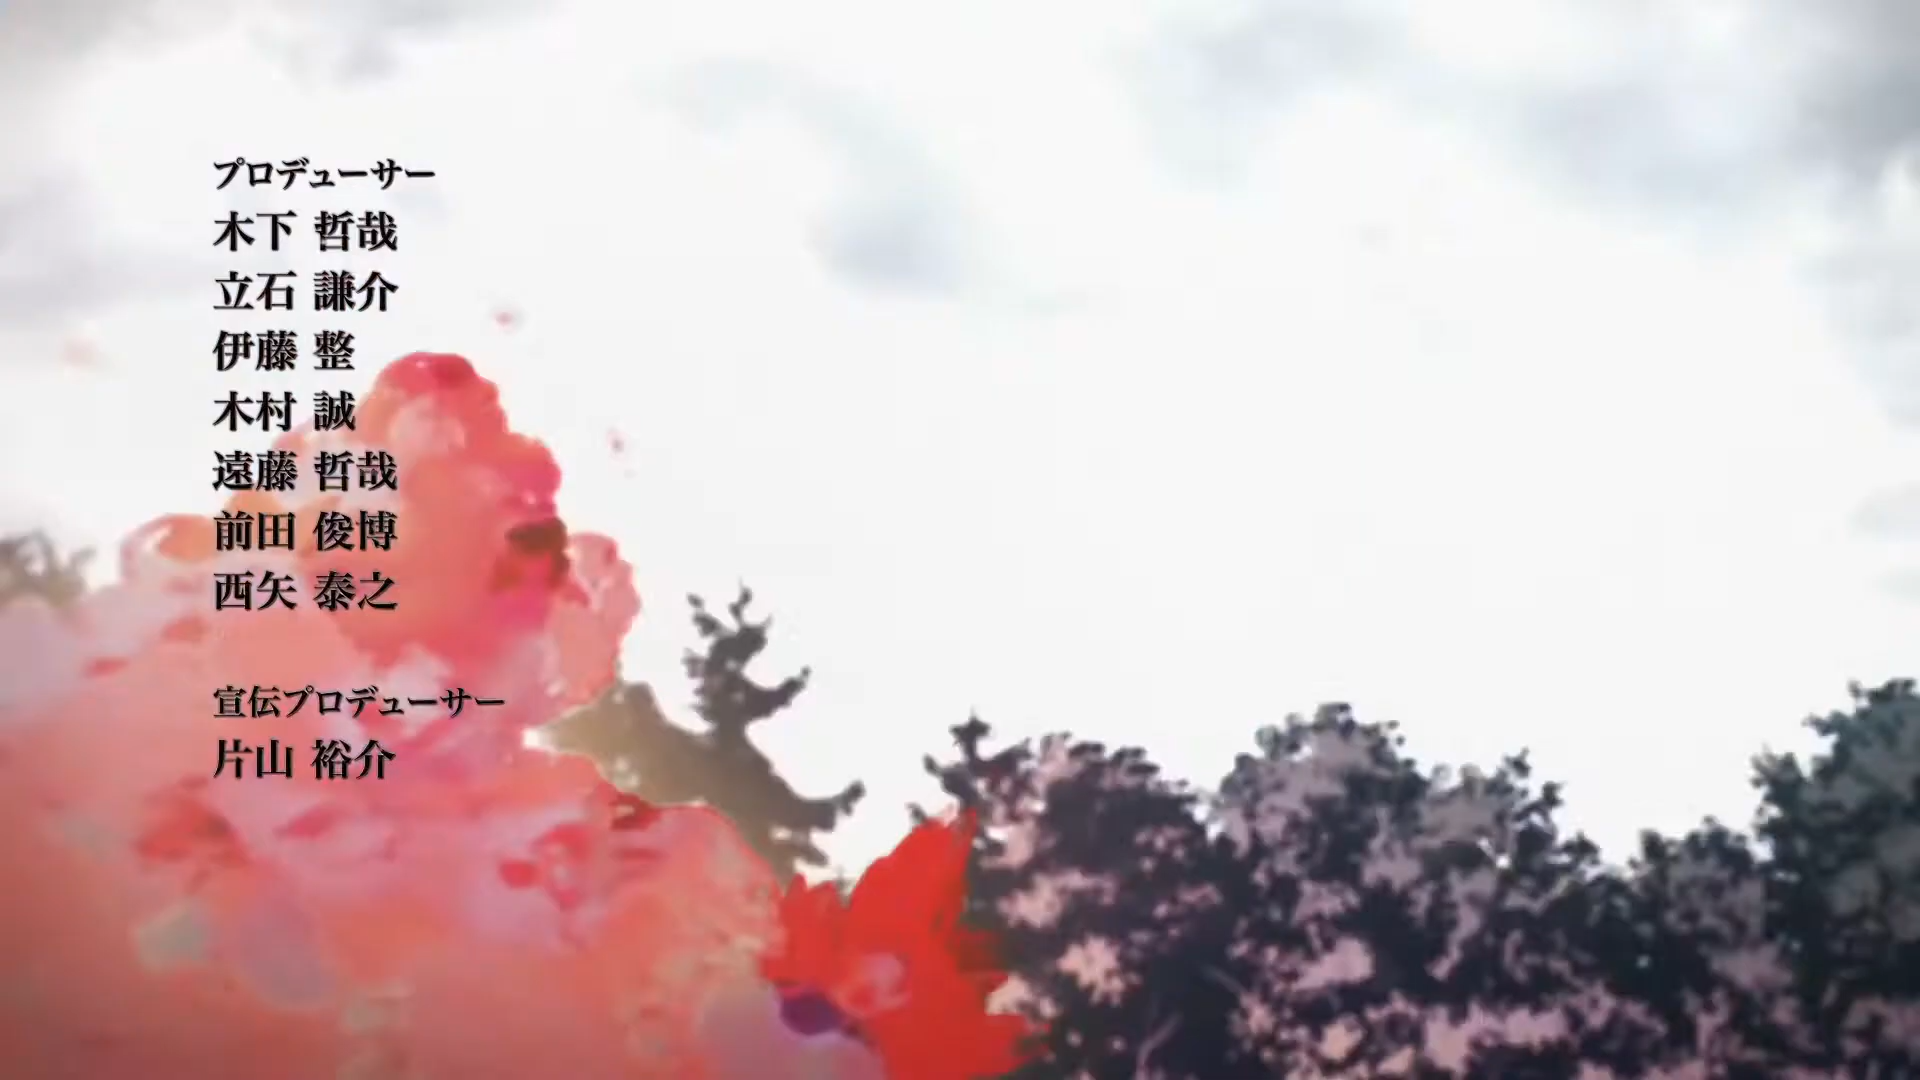 プロデューサー
木下 哲哉
立石 謙介
伊藤 整
木村 誠
遠藤 哲哉
前田 俊博
西矢 泰之
宣伝プロデューサー
片山 裕介